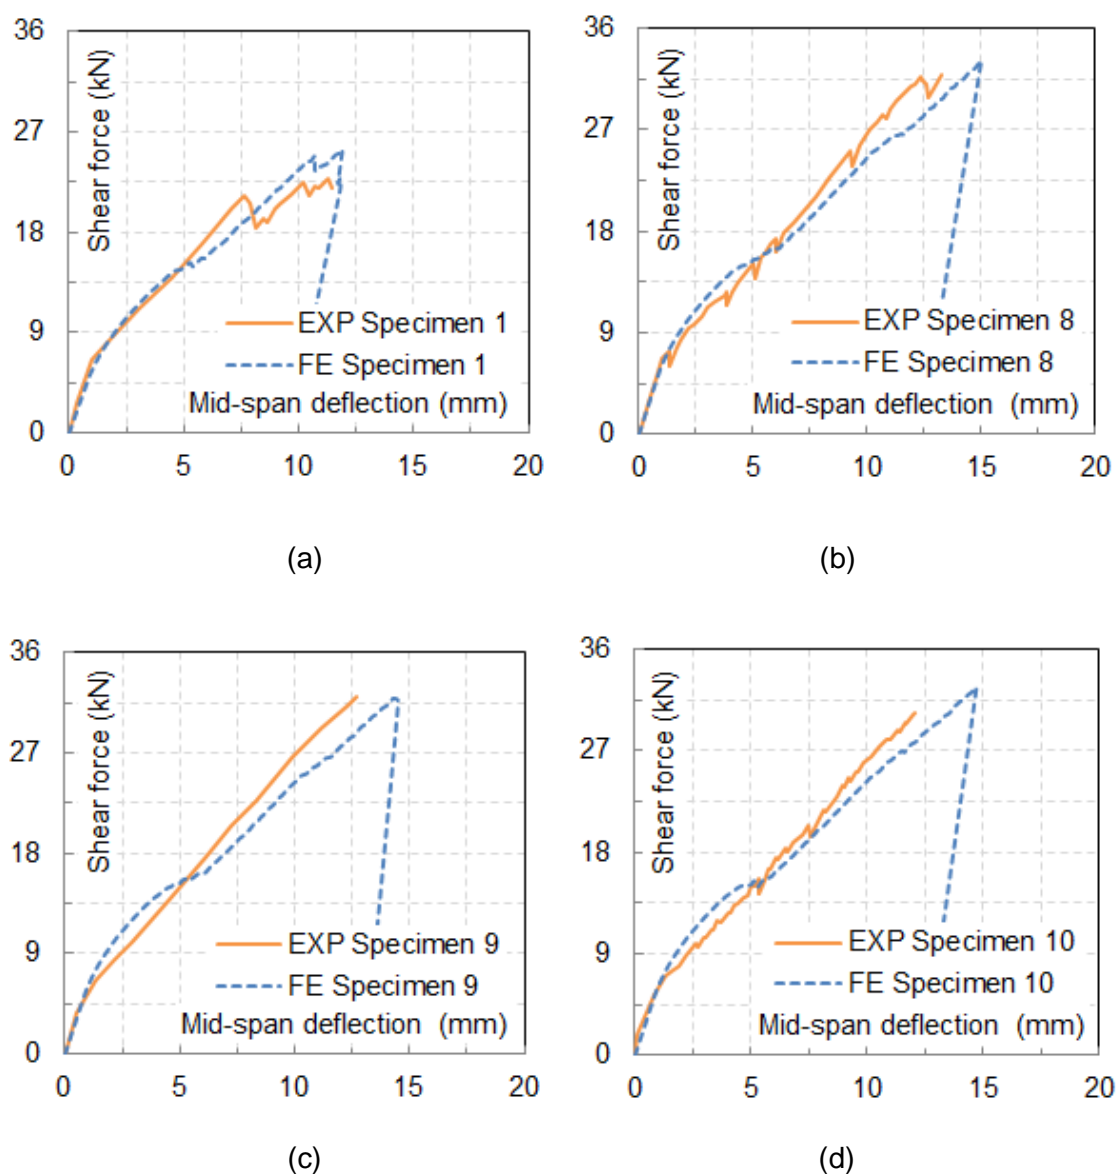 36
27
18
9
0
Shear force (kN)
EXP Specimen 1
FE Specimen 1
Mid-span deflection (mm)
0 5 10 15 20
(a)
36
27
18
9
0
Shear force (kN)
EXP Specimen 8
FE Specimen 8
Mid-span deflection (mm)
0 5 10 15 20
(b)
36
27
18
9
0
Shear force (kN)
EXP Specimen 9
FE Specimen 9
Mid-span deflection (mm)
0 5 10 15 20
(c)
36
27
18
9
0
Shear force (kN)
EXP Specimen 10
FE Specimen 10
Mid-span deflection (mm)
0 5 10 15 20
(d)